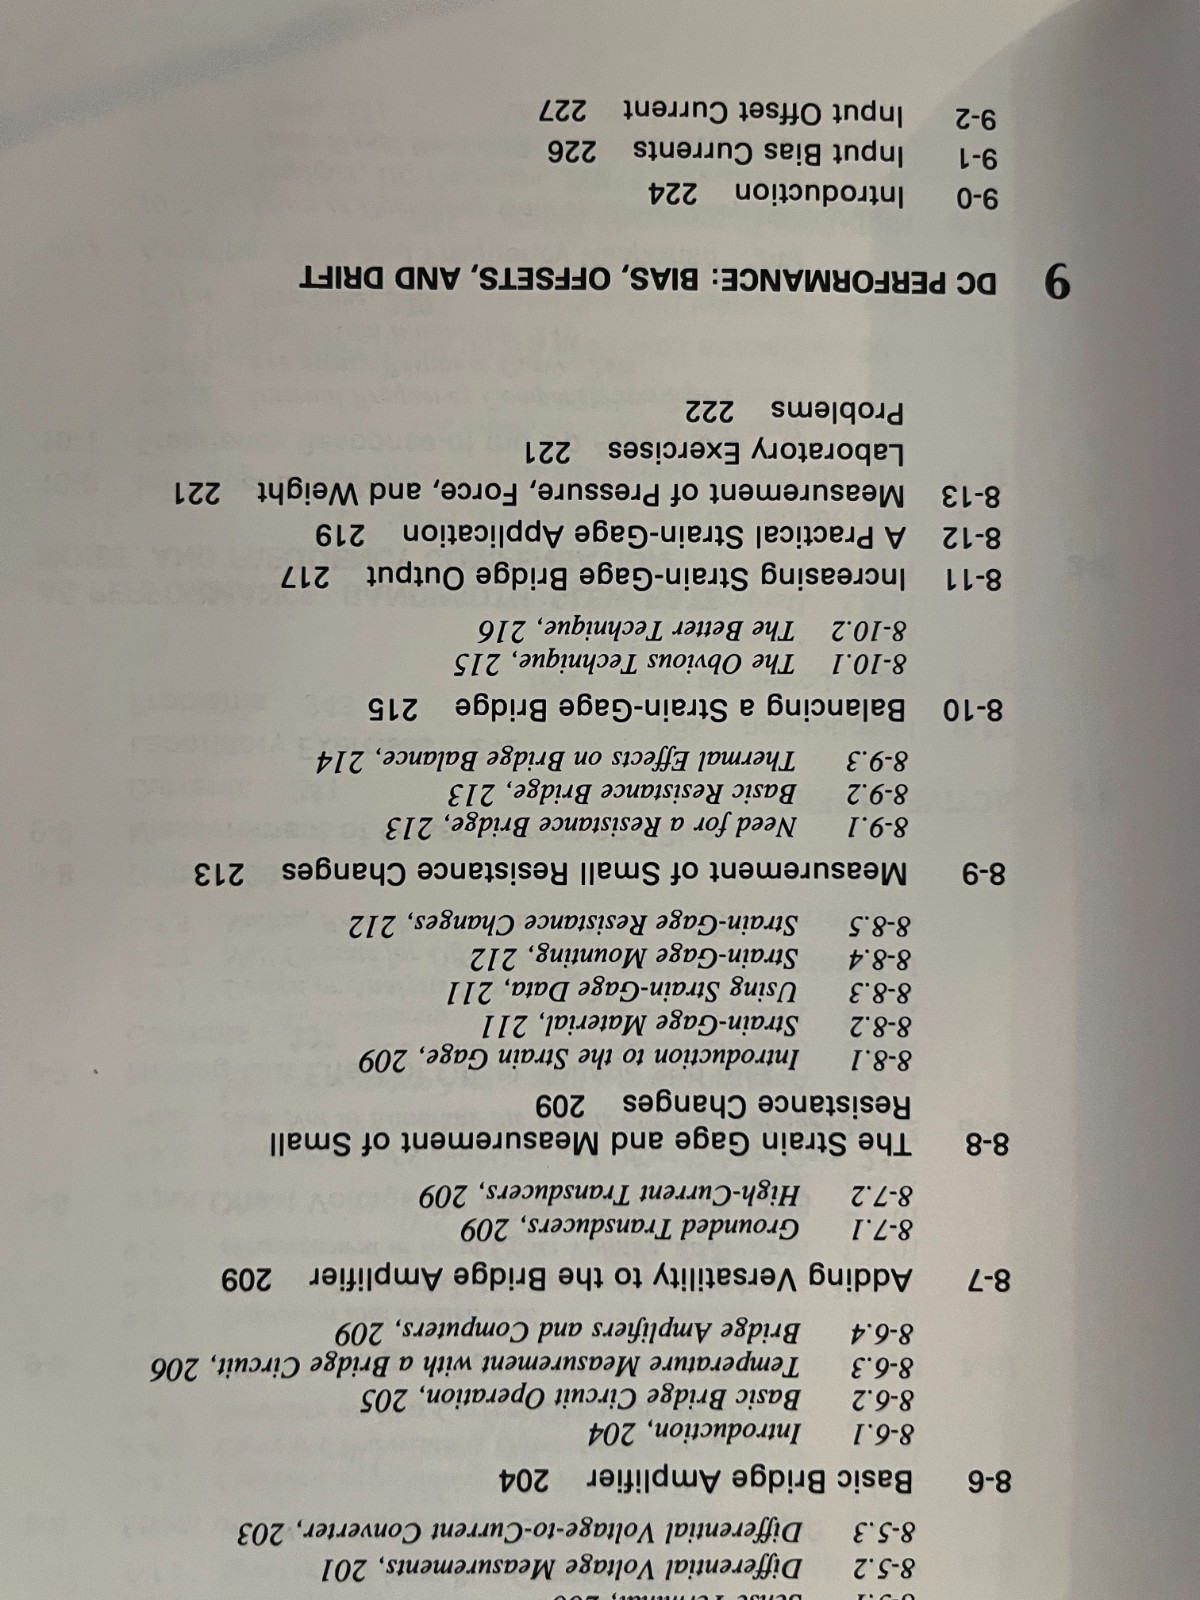 8-5.2 Differential Voltage Measurements, 201
8-5.3 Differential Voltage-to-Current Converter, 203
8-6 Basic Bridge Amplifier 204
8-6.1 Introduction, 204
8-6.2 Basic Bridge Circuit Operation, 205
8-6.3 Temperature Measurement with a Bridge Circuit, 206
8-6.4 Bridge Amplifiers and Computers, 209
8-7 Adding Versatility to the Bridge Amplifier 209
8-7.1 Grounded Transducers, 209
8-7.2 High-Current Transducers, 209
8-8 The Strain Gage and Measurement of Small
Resistance Changes 209
8-8.1 Introduction to the Strain Gage, 209
8-8.2 Strain-Gage Material, 211
8-8.3 Using Strain-Gage Data, 211
8-8.4 Strain-Gage Mounting, 212
8-8.5 Strain-Gage Resistance Changes, 212
8-9 Measurement of Small Resistance Changes 213
8-9.1 Need for a Resistance Bridge, 213
8-9.2 Basic Resistance Bridge, 213
8-9.3 Thermal Effects on Bridge Balance, 214
8-10 Balancing a Strain-Gage Bridge 215
8-10.1 The Obvious Technique, 215
8-10.2 The Better Technique, 216
8-11 Increasing Strain-Gage Bridge Output 217
8-12 A Practical Strain-Gage Application 219
8-13 Measurement of Pressure, Force, and Weight 221
Laboratory Exercises 221
Problems 222
9 DC PERFORMANCE: BIAS, OFFSETS, AND DRIFT
9-0 Introduction 224
9-1 Input Bias Currents 226
9-2 Input Offset Current 227